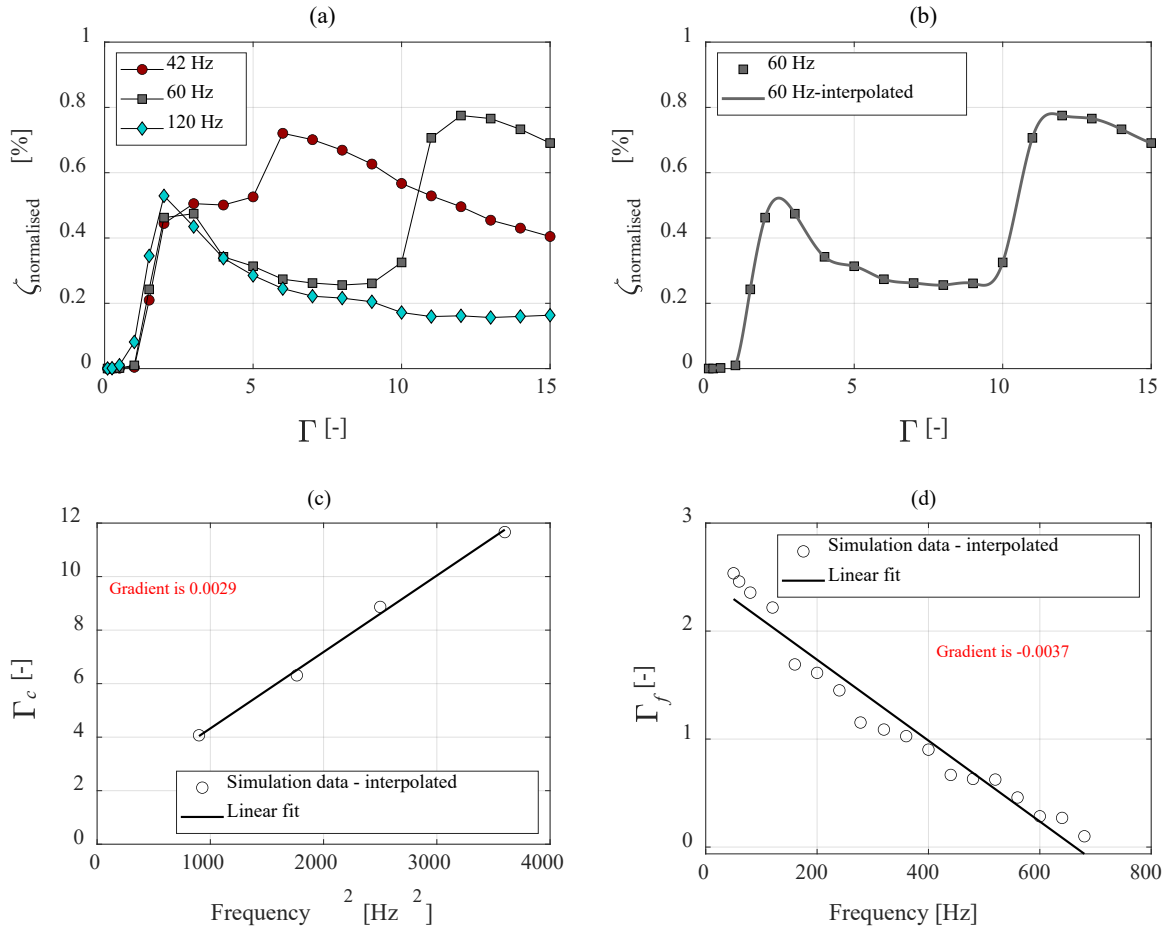 (a)
1
0.8
0.6
0.4
0.2
0
0
5
10
15
42 Hz
60 Hz
120 Hz
ζnormalised [%]
Γ [-]
(b)
1
0.8
0.6
0.4
0.2
0
0
5
10
15
60 Hz
60 Hz-interpolated
ζnormalised [%]
Γ [-]
(c)
12
10
8
6
4
2
0
0
1000
2000
3000
4000
Gradient is 0.0029
Simulation data - interpolated
Linear fit
Γc [-]
Frequency ² [Hz ²]
(d)
3
2
1
0
0
200
400
600
800
Simulation data - interpolated
Linear fit
Gradient is -0.0037
Γf [-]
Frequency [Hz]